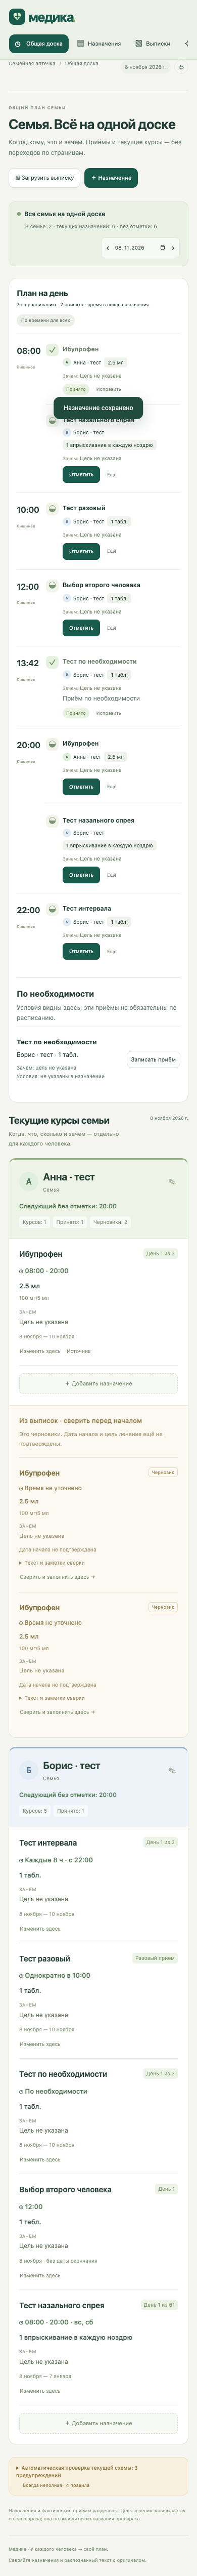 медика.
Общая доска
Назначения
Выписки
Семейная аптечка / Общая доска
8 ноября 2026 г.
ОБЩИЙ ПЛАН СЕМЬИ
Семья. Всё на одной доске
Когда, кому, что и зачем. Приёмы и курсы — без
переходов по страницам.
Загрузить выписку
+ Назначение
Вся семья на одной доске
В семье: 2 · текущих назначений: 6 · без отметки: 6
08.11.2026
План на день
7 по расписанию · 2 принято · время в поясе назначения
По времени для всех
08:00
Кишинёв
Ибупрофен
А Анна · тест 2.5 мл
Зачем: Цель не указана
Принято Исправить
Назначение сохранено
Тест назального спрея
Б Борис · тест
1 впрыскивание в каждую ноздрю
Зачем: Цель не указана
Отметить Ещё
10:00
Кишинёв
Тест разовый
Б Борис · тест 1 табл.
Зачем: Цель не указана
Отметить Ещё
12:00
Кишинёв
Выбор второго человека
Б Борис · тест 1 табл.
Зачем: Цель не указана
Отметить Ещё
13:42
Кишинёв
Тест по необходимости
Б Борис · тест 1 табл.
Зачем: Цель не указана
Приём по необходимости
Принято Исправить
20:00
Кишинёв
Ибупрофен
А Анна · тест 2.5 мл
Зачем: Цель не указана
Отметить Ещё
Тест назального спрея
Б Борис · тест
1 впрыскивание в каждую ноздрю
Зачем: Цель не указана
Отметить Ещё
22:00
Кишинёв
Тест интервала
Б Борис · тест 1 табл.
Зачем: Цель не указана
Отметить Ещё
По необходимости
Условия видны здесь; эти приёмы не обязательны по
расписанию.
Тест по необходимости
Борис · тест · 1 табл.
Зачем: цель не указана
Условие: не указаны в назначении
Записать приём
Текущие курсы семьи
8 ноября 2026 г.
Когда, что, сколько и зачем — отдельно
для каждого человека.
А
Анна · тест
Семья
Следующий без отметки: 20:00
Курсов: 1 Принято: 1 Черновики: 2
Ибупрофен
День 1 из 3
08:00 · 20:00
2.5 мл
100 мг/5 мл
ЗАЧЕМ
Цель не указана
8 ноября — 10 ноября
Изменить здесь Источник
+ Добавить назначение
Из выписок · сверить перед началом
Это черновики. Дата начала и цель лечения ещё не
подтверждены.
Ибупрофен
Черновик
Время не уточнено
2.5 мл
100 мг/5 мл
ЗАЧЕМ
Цель не указана
Дата начала не подтверждена
▸ Текст и заметки сверки
Сверить и заполнить здесь →
Ибупрофен
Черновик
Время не уточнено
2.5 мл
100 мг/5 мл
ЗАЧЕМ
Цель не указана
Дата начала не подтверждена
▸ Текст и заметки сверки
Сверить и заполнить здесь →
Б
Борис · тест
Семья
Следующий без отметки: 20:00
Курсов: 5 Принято: 1
Тест интервала
День 1 из 3
Каждые 8 ч · с 22:00
1 табл.
ЗАЧЕМ
Цель не указана
8 ноября — 10 ноября
Изменить здесь
Тест разовый
Разовый приём
Однократно в 10:00
1 табл.
ЗАЧЕМ
Цель не указана
8 ноября — 10 ноября
Изменить здесь
Тест по необходимости
День 1 из 3
По необходимости
1 табл.
ЗАЧЕМ
Цель не указана
8 ноября — 10 ноября
Изменить здесь
Выбор второго человека
День 1
12:00
1 табл.
ЗАЧЕМ
Цель не указана
8 ноября · без даты окончания
Изменить здесь
Тест назального спрея
День 1 из 61
08:00 · 20:00 · вс, сб
1 впрыскивание в каждую ноздрю
ЗАЧЕМ
Цель не указана
8 ноября — 7 января
Изменить здесь
+ Добавить назначение
▸ Автоматическая проверка текущей схемы: 2
предупреждений
Всегда неполная · 4 правила
Назначения и фактические приёмы разделены. Цель лечения записывается
со слов врача; она не выводится из названия препарата.
Медика · У каждого человека — свой план.
Сверяйте назначения и распознанный текст с оригиналом.